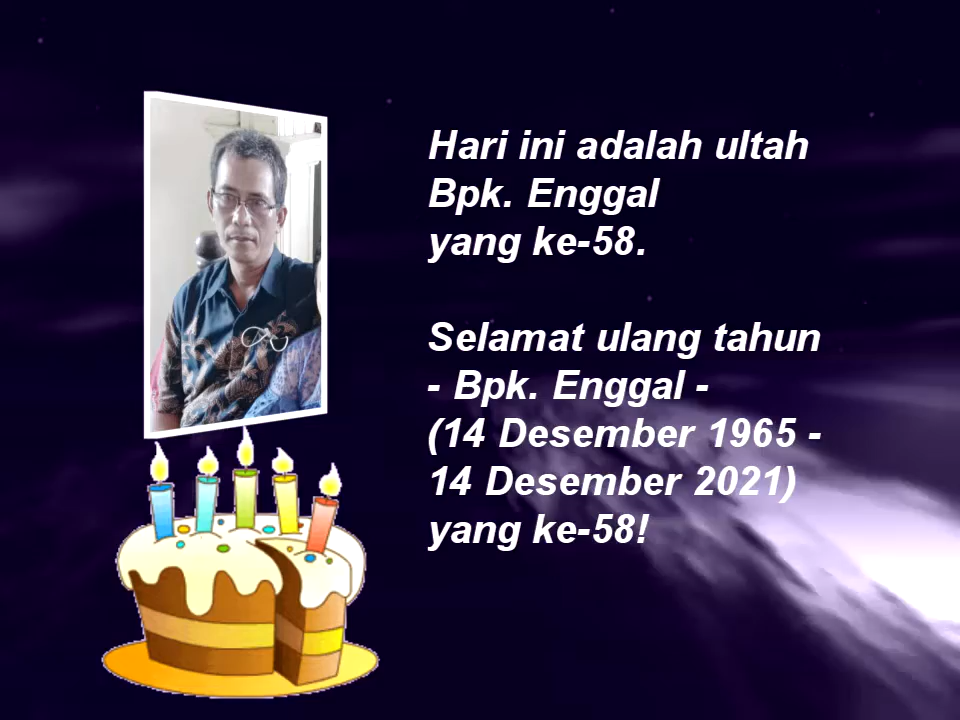 Hari ini adalah ultah
Bpk. Enggal
yang ke-58.
Selamat ulang tahun
- Bpk. Enggal -
(14 Desember 1965 -
14 Desember 2021)
yang ke-58!